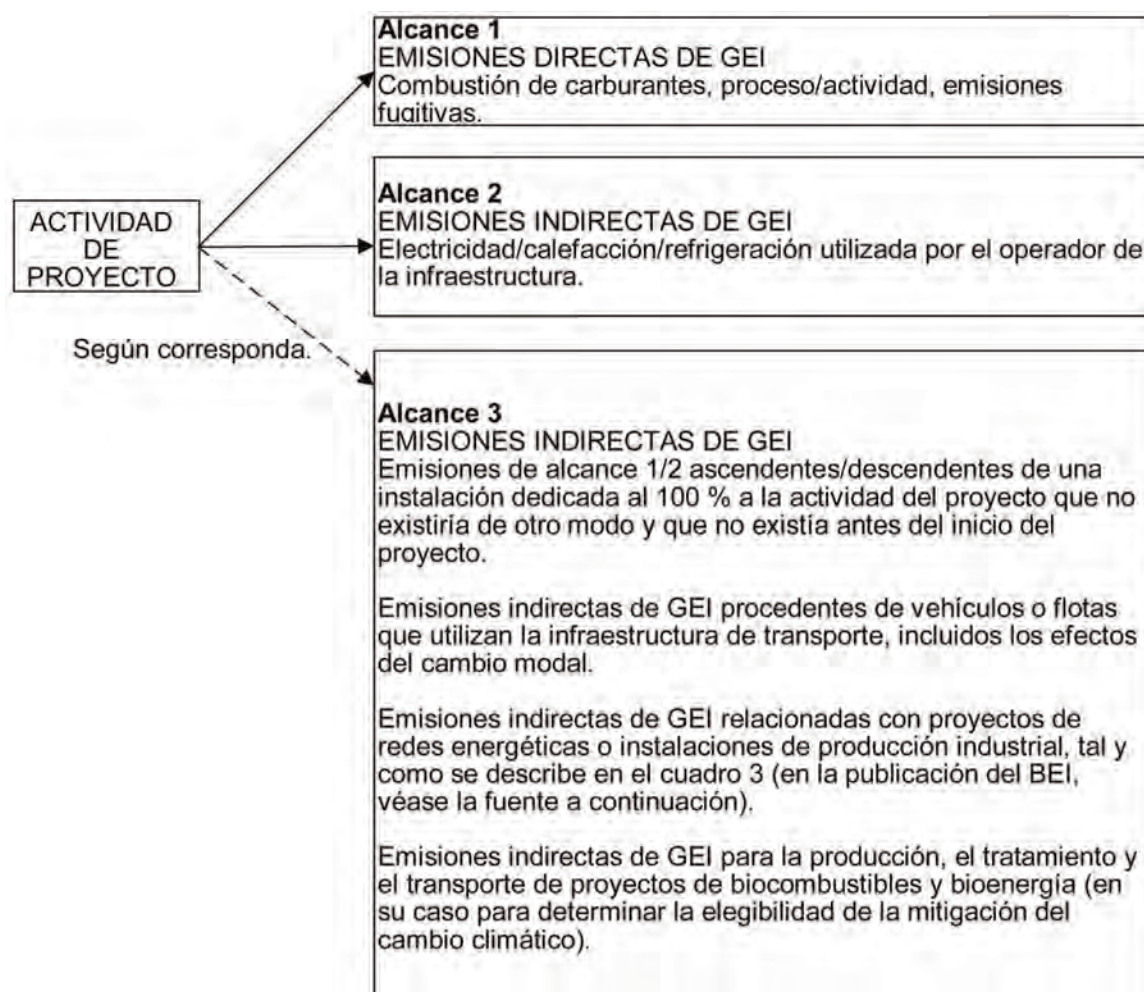 Alcance 1
EMISIONES DIRECTAS DE GEI
Combustión de carburantes, proceso/actividad, emisiones
fugitivas.
Alcance 2
EMISIONES INDIRECTAS DE GEI
Electricidad/calefacción/refrigeración utilizada por el operador de
la infraestructura.
ACTIVIDAD
DE
PROYECTO
Según corresponda.
Alcance 3
EMISIONES INDIRECTAS DE GEI
Emisiones de alcance 1/2 ascendentes/descendentes de una
instalación dedicada al 100 % a la actividad del proyecto que no
existiría de otro modo y que no existía antes del inicio del
proyecto.
Emisiones indirectas de GEI procedentes de vehículos o flotas
que utilizan la infraestructura de transporte, incluidos los efectos
del cambio modal.
Emisiones indirectas de GEI relacionadas con proyectos de
redes energéticas o instalaciones de producción industrial, tal y
como se describe en el cuadro 3 (en la publicación del BEI,
véase la fuente a continuación).
Emisiones indirectas de GEI para la producción, el tratamiento y
el transporte de proyectos de biocombustibles y bioenergía (en
su caso para determinar la elegibilidad de la mitigación del
cambio climático).